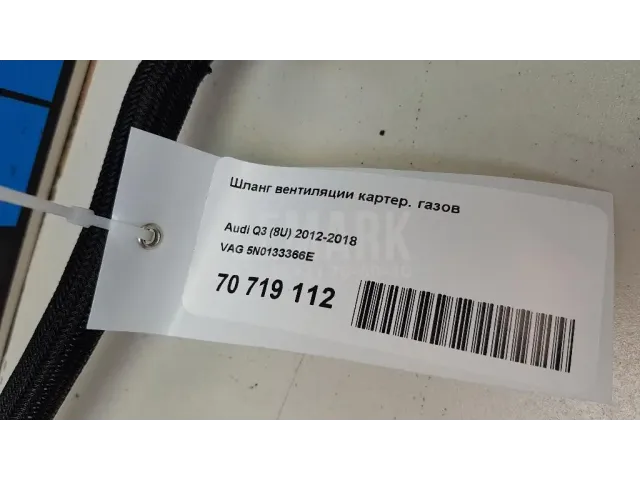 Шланг вентиляции картер. газов
Audi Q3 (8U) 2012-2018
VAG 5N0133366E
70 719 112